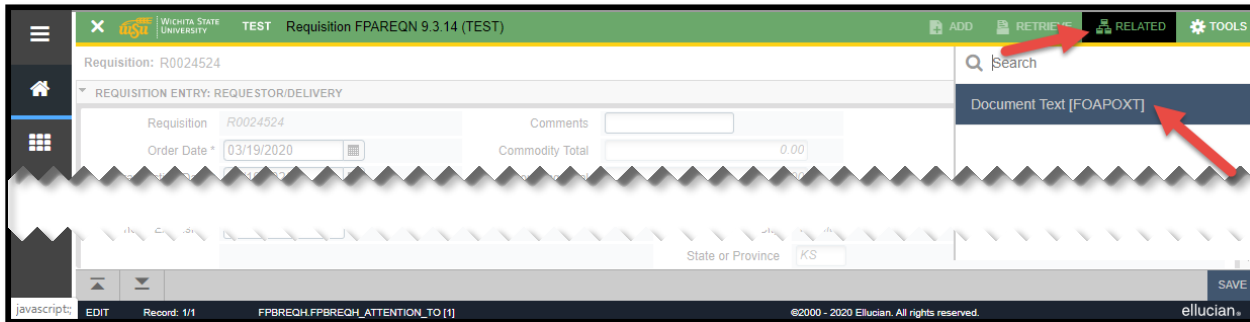 WICHITA STATE
wsu UNIVERSITY TEST Requisition FPAREQN 9.3.14 (TEST) ADD RETRIEVE RELATED TOOLS
Requisition: R0024524 Search
REQUISITION ENTRY: REQUESTOR/DELIVERY
Document Text [FOAPOXT]
Requisition R0024524 Comments
Order Date * 03/19/2020 Commodity Total 0.00
State or Province KS
SAVE
javascript:; EDIT Record: 1/1 FPBREQH.FPBREQH_ATTENTION_TO [1] ©2000 - 2020 Ellucian. All rights reserved. ellucian.